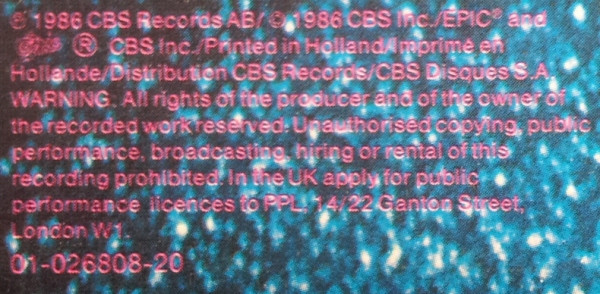 ℗ 1986 CBS Records AB/ © 1986 CBS Inc./EPIC® and
Epic ® CBS Inc./Printed in Holland/Imprimé en
Hollande/Distribution CBS Records/CBS Disques S.A.
WARNING: All rights of the producer and of the owner of
the recorded work reserved. Unauthorised copying, public
performance, broadcasting, hiring or rental of this
recording prohibited. In the UK apply for public
performance licences to PPL, 14/22 Ganton Street,
London W1.
01-026808-20